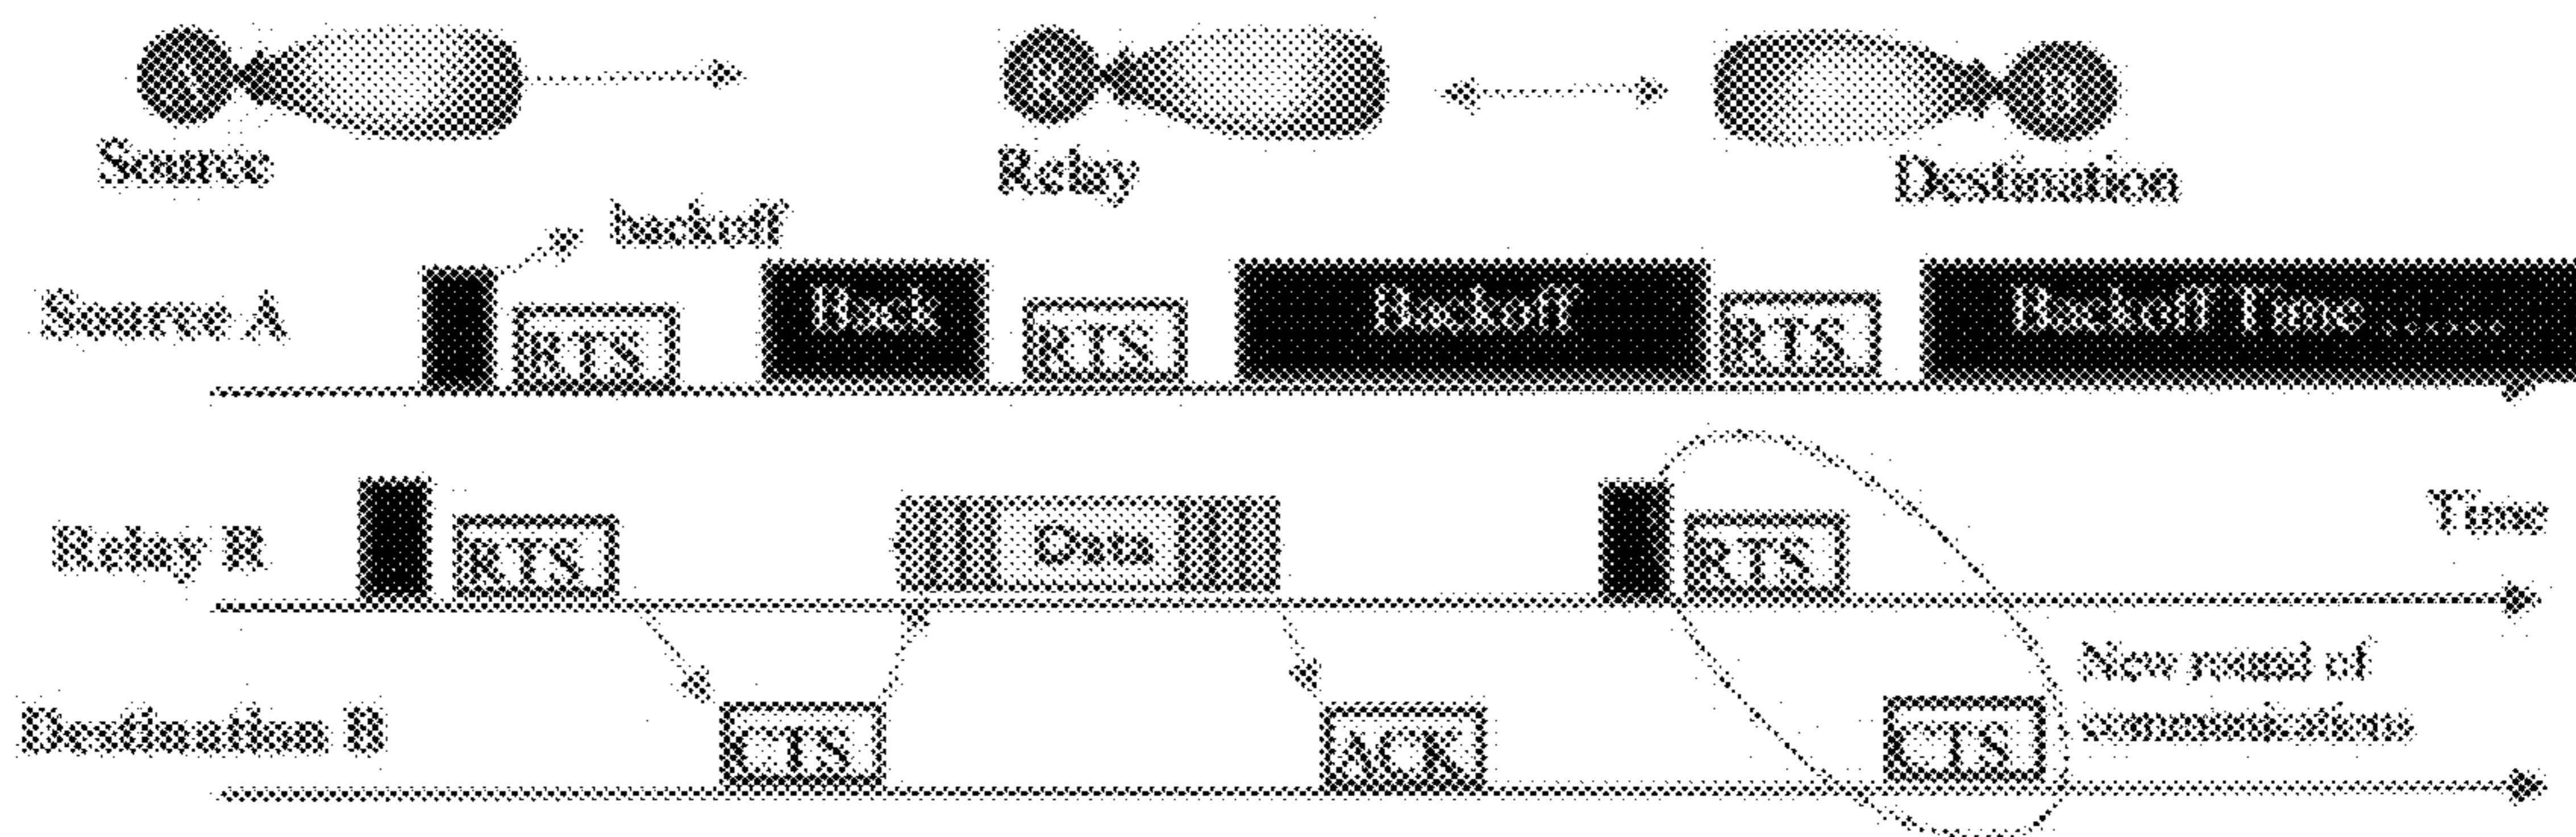 A
R
B
Source
Relay
Destination
backoff
Source A
RTS
Back
RTS
Backoff
RTS
Backoff Time ......
Relay R
RTS
Data
RTS
Time
Destination B
CTS
ACK
CTS
New round of
communications